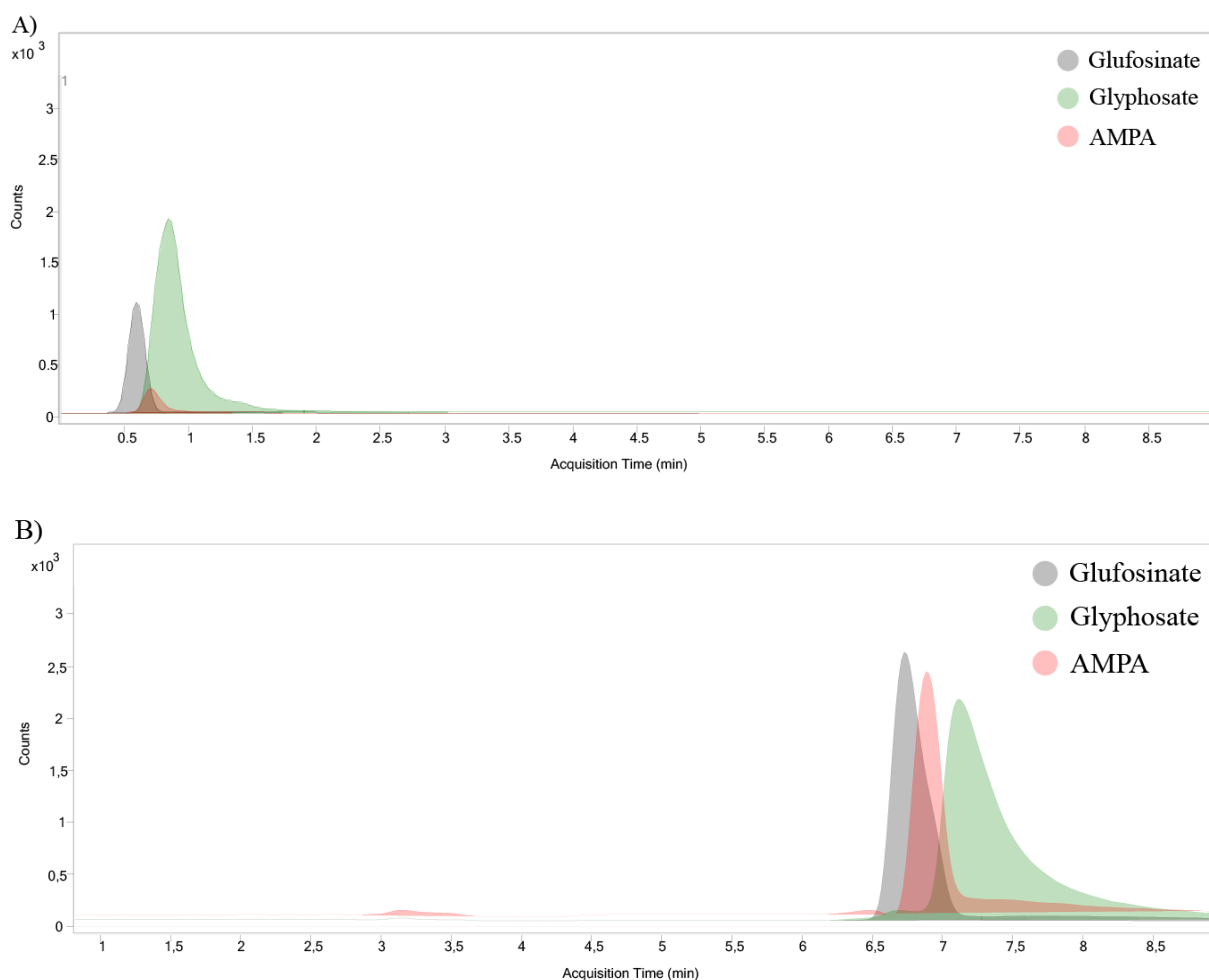 A)
x10 3
1
Glufosinate
Glyphosate
AMPA
3
2.5
2
1.5
1
0.5
0
Counts
0.5 1 1.5 2 2.5 3 3.5 4 4.5 5 5.5 6 6.5 7 7.5 8 8.5
Acquisition Time (min)
B)
x10 3
Glufosinate
Glyphosate
AMPA
3
2,5
2
1,5
1
0,5
0
Counts
1 1,5 2 2,5 3 3,5 4 4,5 5 5,5 6 6,5 7 7,5 8 8,5
Acquisition Time (min)